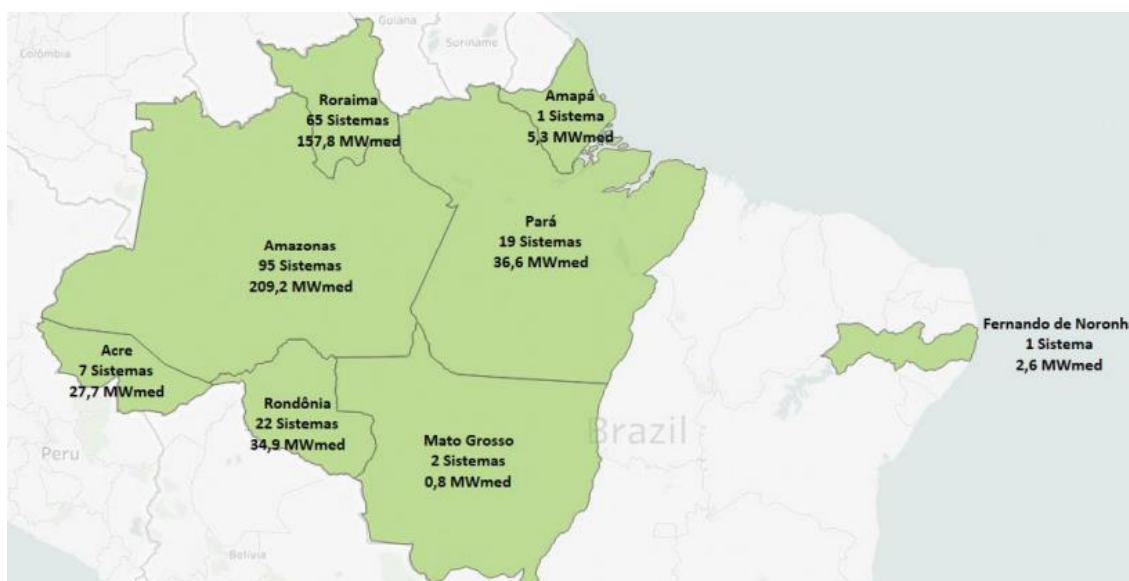 Guiana
Colômbia
Suriname
Roraima
65 Sistemas
157,8 MWmed
Amapá
1 Sistema
5,3 MWmed
Pará
19 Sistemas
36,6 MWmed
Amazonas
95 Sistemas
209,2 MWmed
Fernando de Noronh
1 Sistema
2,6 MWmed
Acre
7 Sistemas
27,7 MWmed
Rondônia
22 Sistemas
34,9 MWmed
Mato Grosso
2 Sistemas
0,8 MWmed
Brazil
Peru
Bolivia